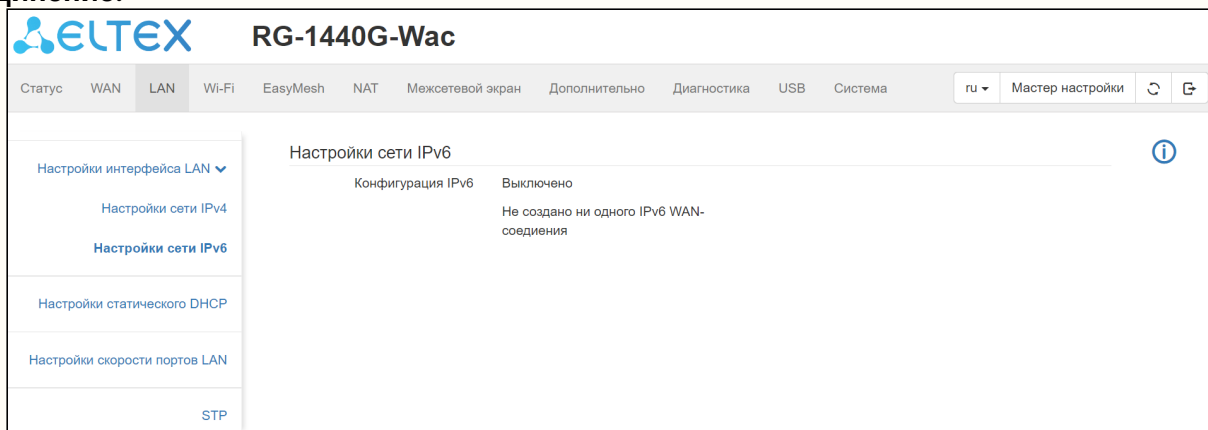 динение.
ELTEX RG-1440G-Wac
Статус WAN LAN Wi-Fi EasyMesh NAT Межсетевой экран Дополнительно Диагностика USB Система ru Мастер настройки
Настройки интерфейса LAN
Настройки сети IPv4
Настройки сети IPv6
Настройки статического DHCP
Настройки скорости портов LAN
STP
Настройки сети IPv6
Конфигурация IPv6 Выключено
Не создано ни одного IPv6 WAN-
соедиения